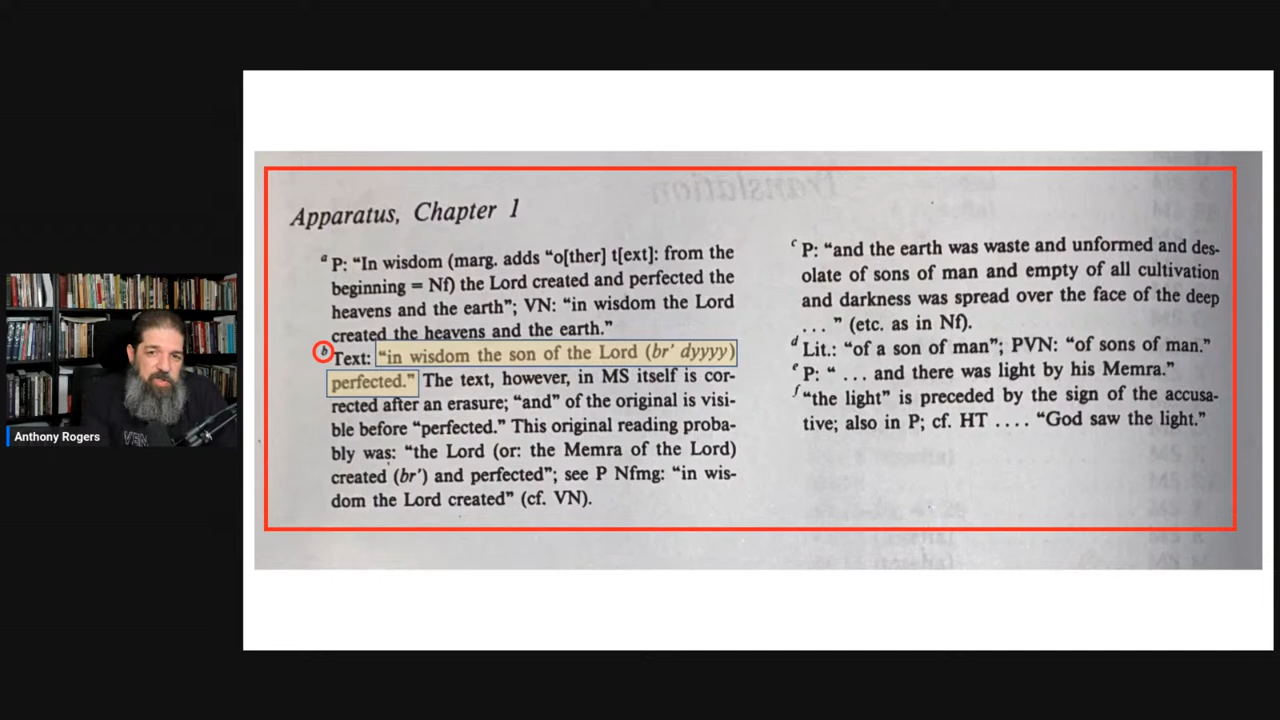 Apparatus, Chapter 1
a P: “In wisdom (marg. adds “o[ther] t[ext]: from the
beginning = Nf) the Lord created and perfected the
heavens and the earth”; VN: “in wisdom the Lord
created the heavens and the earth.”
b Text: “in wisdom the son of the Lord (br’ dyyyy)
perfected.” The text, however, in MS itself is cor-
rected after an erasure; “and” of the original is visi-
ble before “perfected.” This original reading proba-
bly was: “the Lord (or: the Memra of the Lord)
created (br’) and perfected”; see P Nfmg: “in wis-
dom the Lord created” (cf. VN).
c P: “and the earth was waste and unformed and des-
olate of sons of man and empty of all cultivation
and darkness was spread over the face of the deep
... ” (etc. as in Nf).
d Lit.: “of a son of man”; PVN: “of sons of man.”
e P: “ ... and there was light by his Memra.”
f “the light” is preceded by the sign of the accusa-
tive; also in P; cf. HT .... “God saw the light.”
Anthony Rogers
VEN